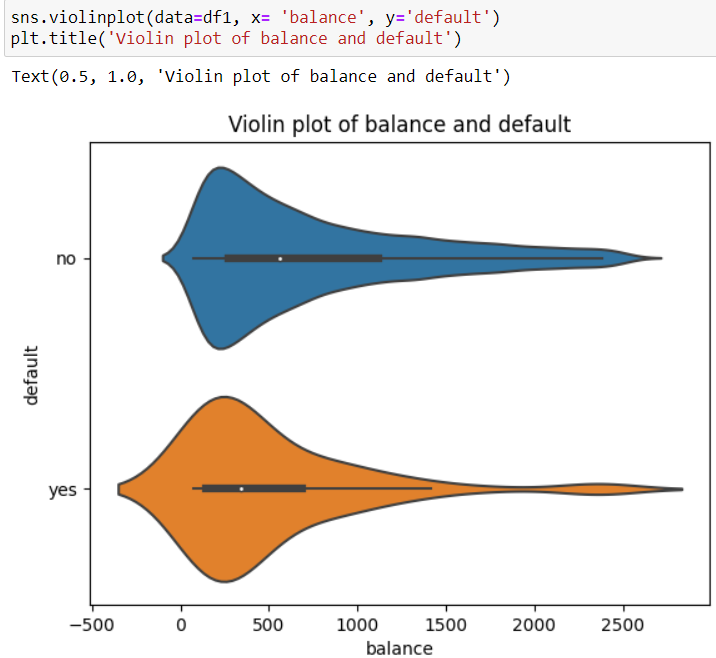 sns.violinplot(data=df1, x= 'balance', y='default')
plt.title('Violin plot of balance and default')
Text(0.5, 1.0, 'Violin plot of balance and default')
Violin plot of balance and default
no
default
yes
−500 0 500 1000 1500 2000 2500
balance